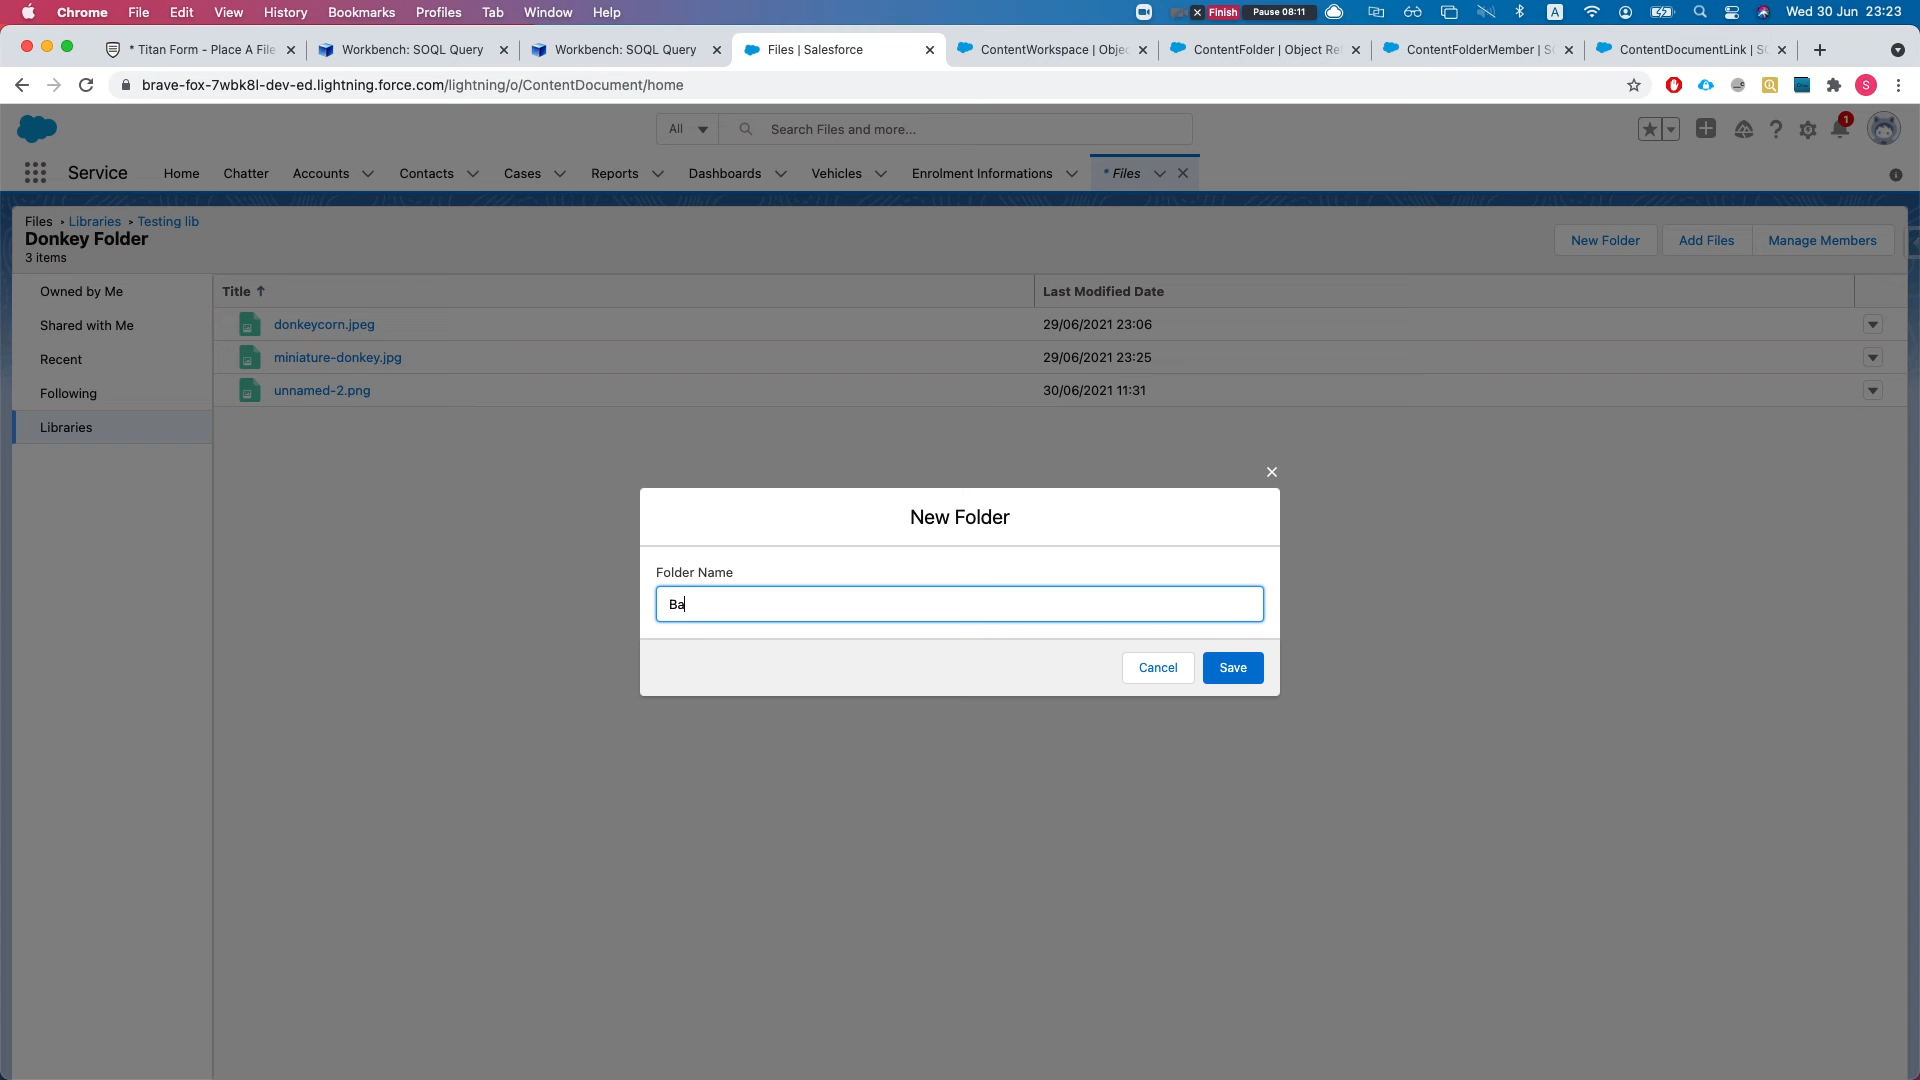 Chrome File Edit View History Bookmarks Profiles Tab Window Help Finish Pause 08:11 A Wed 30 Jun 23:23
* Titan Form - Place A File Workbench: SOQL Query Workbench: SOQL Query Files | Salesforce ContentWorkspace | Objec ContentFolder | Object Re ContentFolderMember | S ContentDocumentLink | S
brave-fox-7wbk8l-dev-ed.lightning.force.com/lightning/o/ContentDocument/home S
All Search Files and more... 1
Service Home Chatter Accounts Contacts Cases Reports Dashboards Vehicles Enrolment Informations * Files
Files > Libraries > Testing lib
Donkey Folder
3 items
New Folder Add Files Manage Members
Owned by Me
Shared with Me
Recent
Following
Libraries
Title Last Modified Date
donkeycorn.jpeg 29/06/2021 23:06
miniature-donkey.jpg 29/06/2021 23:25
unnamed-2.png 30/06/2021 11:31
New Folder
Folder Name
Ba
Cancel Save